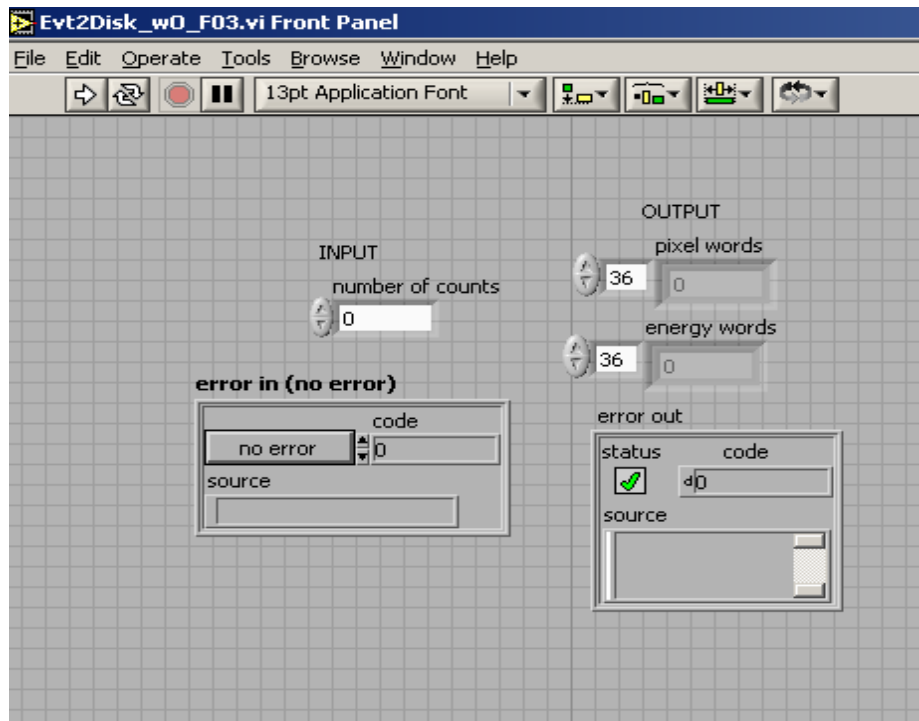 Evt2Disk_w0_F03.vi Front Panel
File Edit Operate Tools Browse Window Help
13pt Application Font
INPUT
number of counts
0
error in (no error)
code
no error 0
source
OUTPUT
pixel words
36 0
energy words
36 0
error out
status code
d0
source